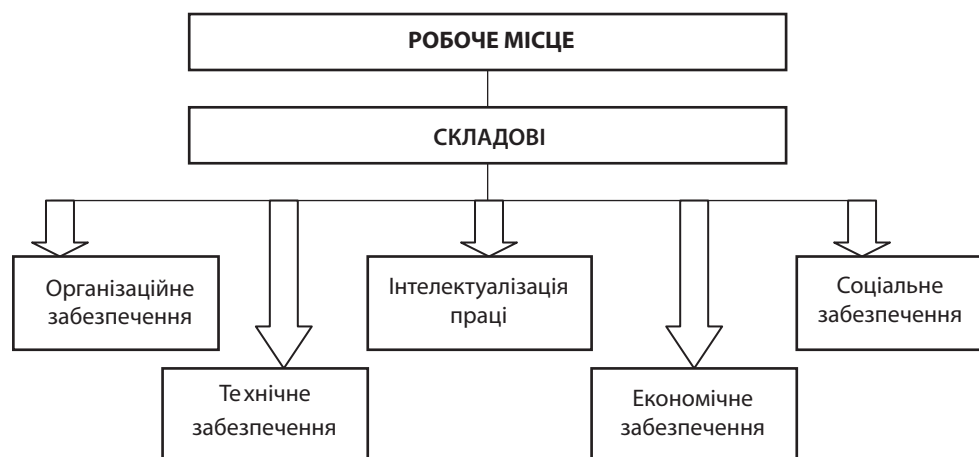 РОБОЧЕ МІСЦЕ
СКЛАДОВІ
Організаційне
забезпечення
Інтелектуалізація
праці
Соціальне
забезпечення
Технічне
забезпечення
Економічне
забезпечення